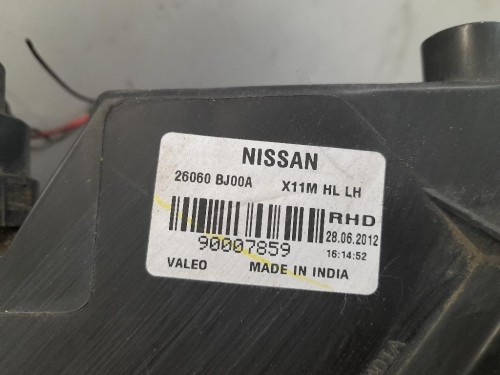 NISSAN
26060 BJ00A X11M HL LH
RHD
28.06.2012
90007859
16:14:52
VALEO MADE IN INDIA